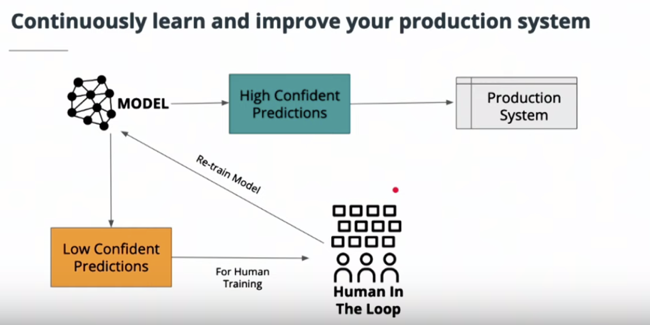 Continuously learn and improve your production system
MODEL
High Confident
Predictions
Production
System
Re-train Model
Low Confident
Predictions
For Human
Training
Human In
The Loop